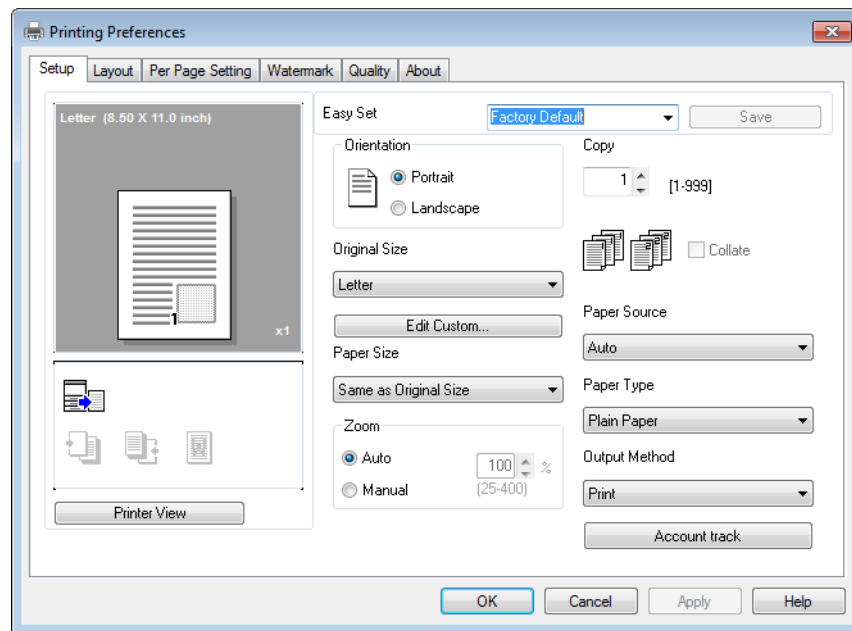 Printing Preferences
Setup Layout Per Page Setting Watermark Quality About
Letter (8.50 X 11.0 inch)
1
x1
Printer View
Easy Set Factory Default Save
Orientation
Portrait
Landscape
Original Size
Letter
Edit Custom...
Paper Size
Same as Original Size
Zoom
Auto
Manual
100 %
(25-400)
Copy
1 [1-999]
Collate
Paper Source
Auto
Paper Type
Plain Paper
Output Method
Print
Account track
OK Cancel Apply Help